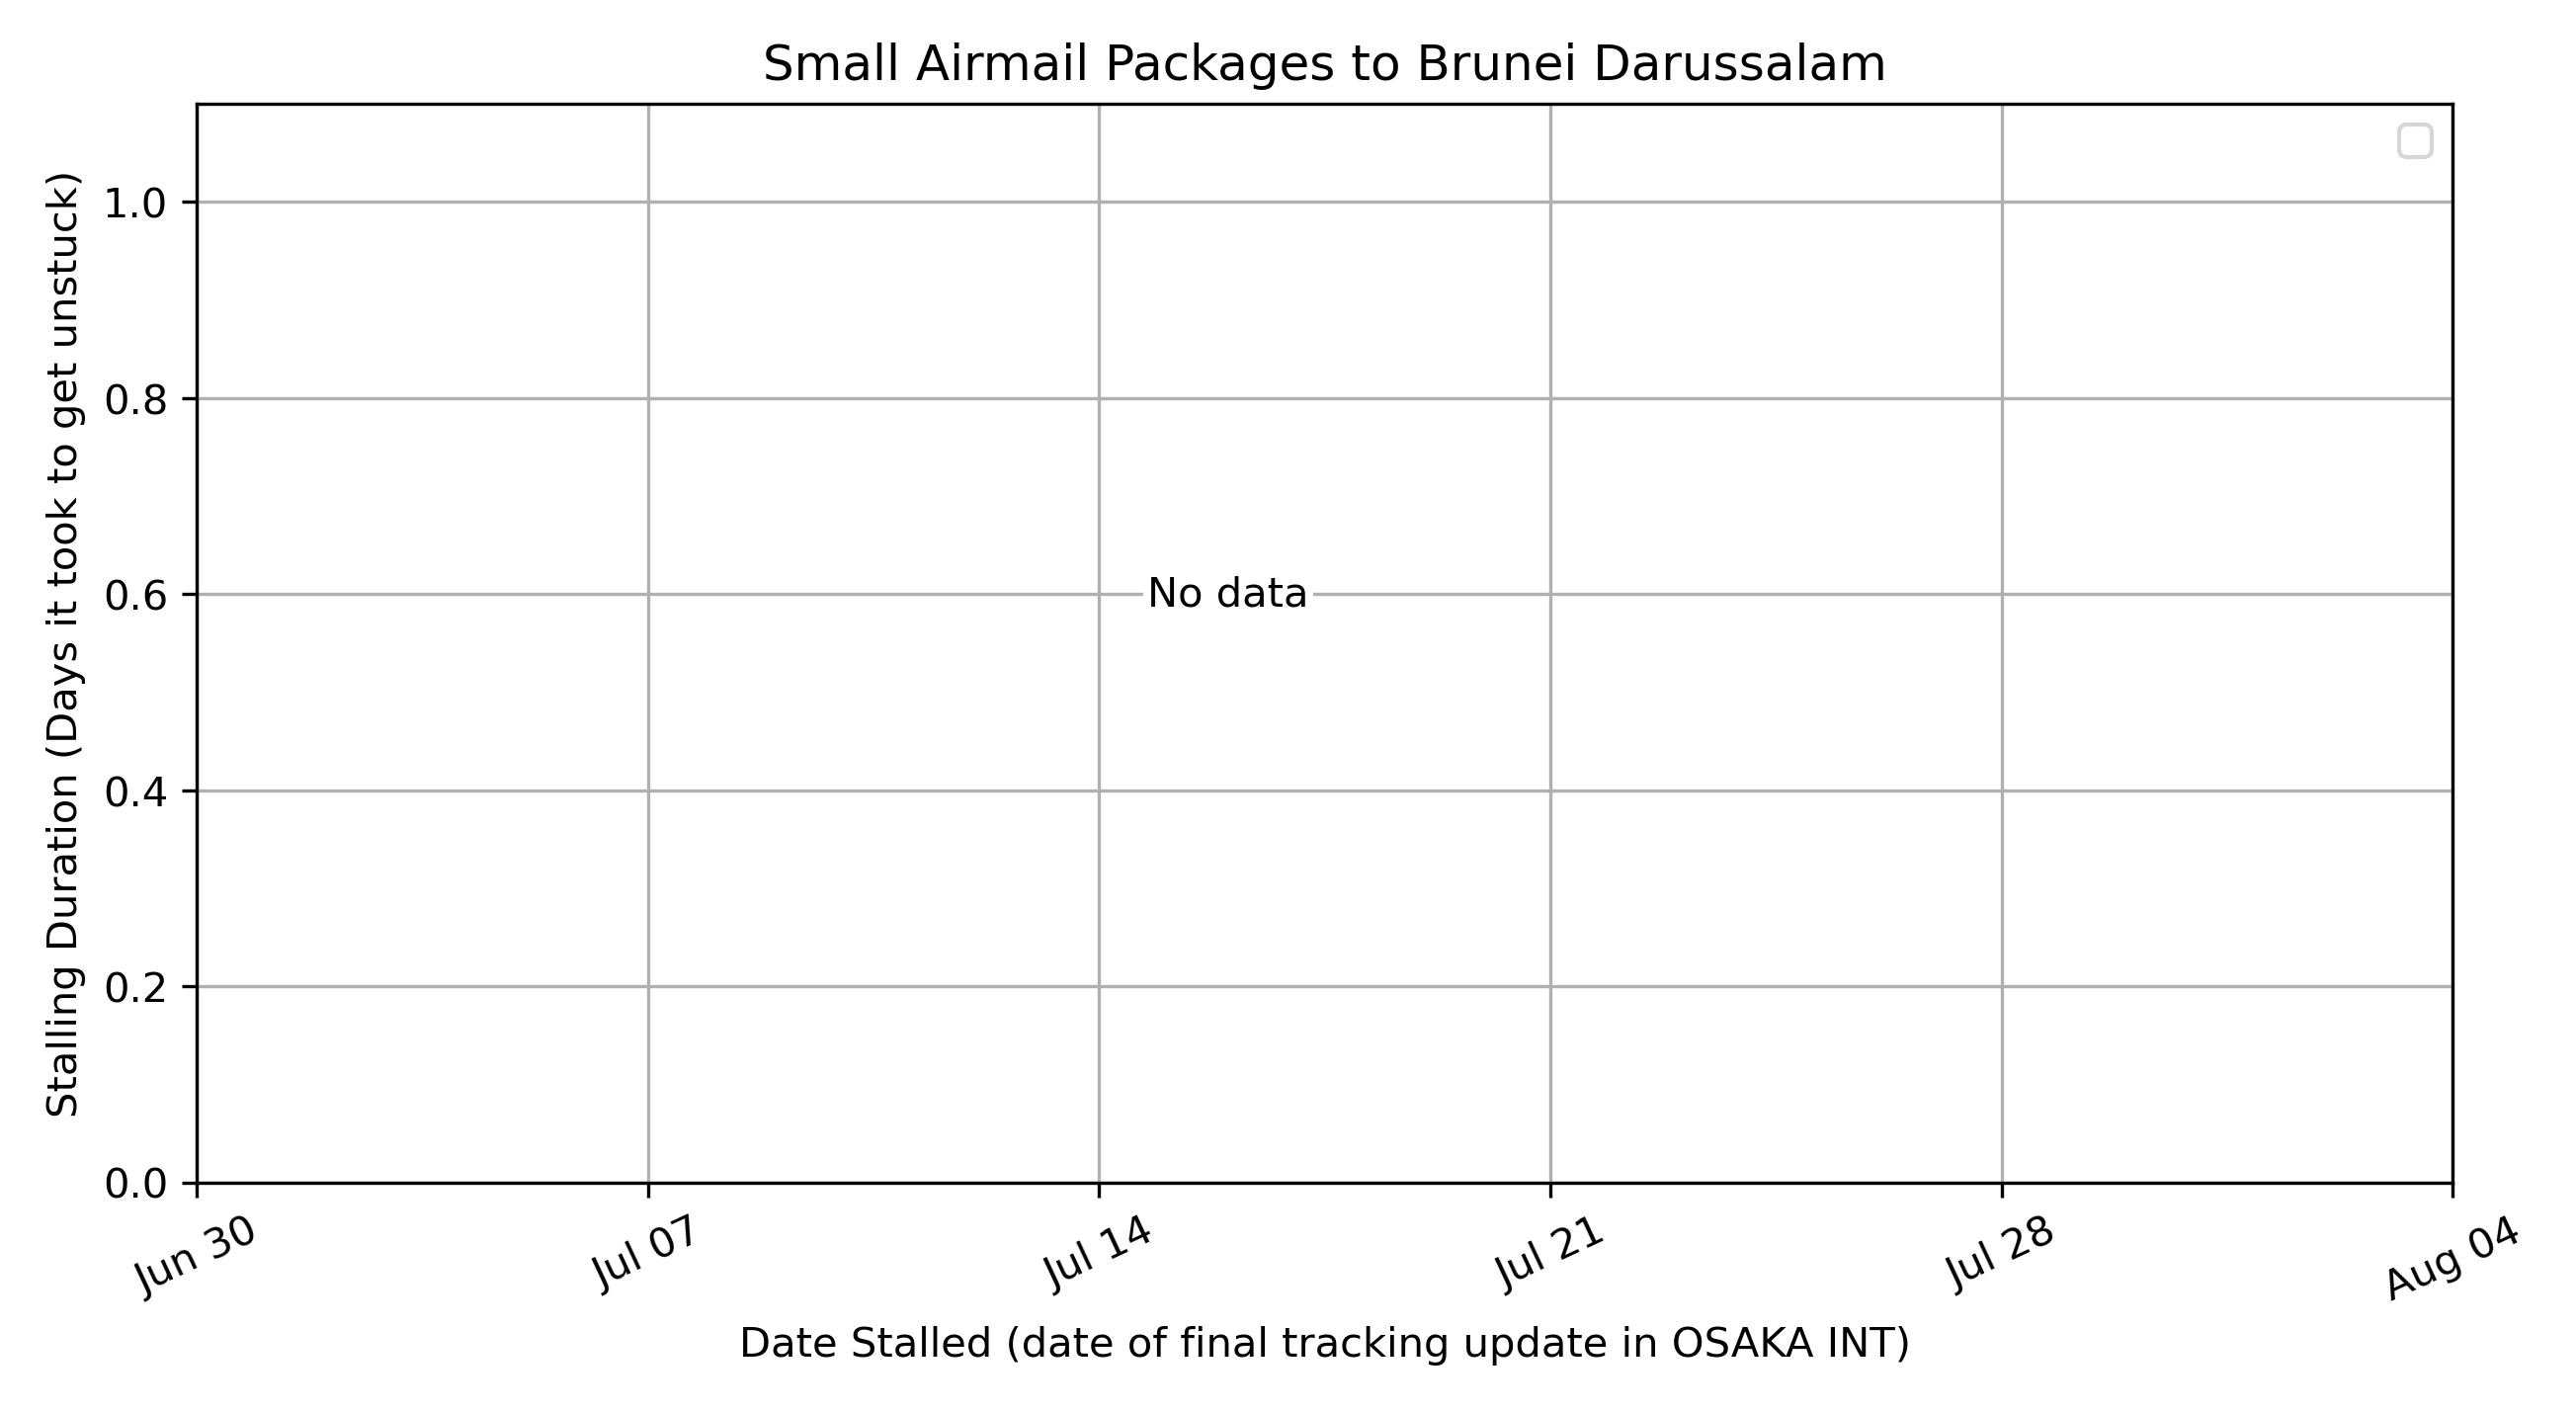 Small Airmail Packages to Brunei Darussalam
Stalling Duration (Days it took to get unstuck)
1.0
0.8
0.6
0.4
0.2
0.0
No data
Jun 30
Jul 07
Jul 14
Jul 21
Jul 28
Aug 04
Date Stalled (date of final tracking update in OSAKA INT)